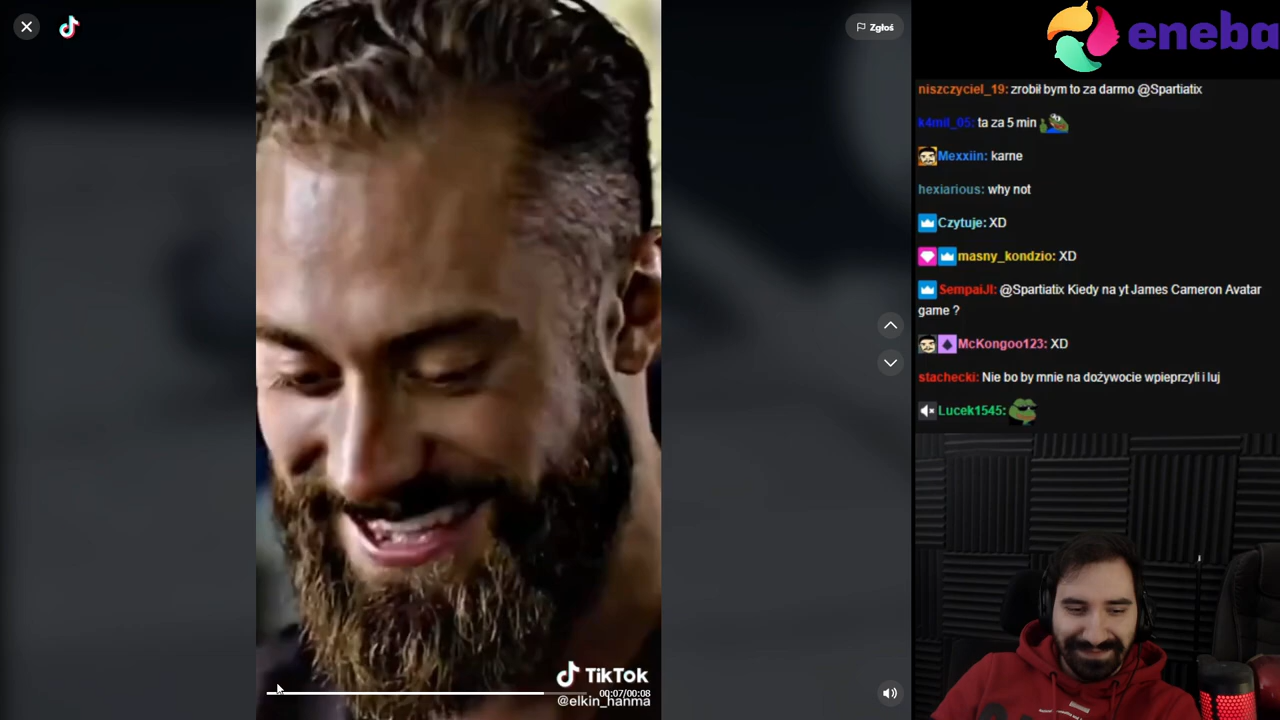 Zgłoś
TikTok
@elkin_hanma
00:07/00:08
eneba
niszczyciel_19: zrobił bym to za darmo @Spartiatix
k4mil_05: ta za 5 min
Mexxiin: karne
hexiarious: why not
Czytuje: XD
masny_kondzio: XD
SempaiJI: @Spartiatix Kiedy na yt James Cameron Avatar
game ?
McKongoo123: XD
stachecki: Nie bo by mnie na dożywocie wpieprzyli i luj
Lucek1545: